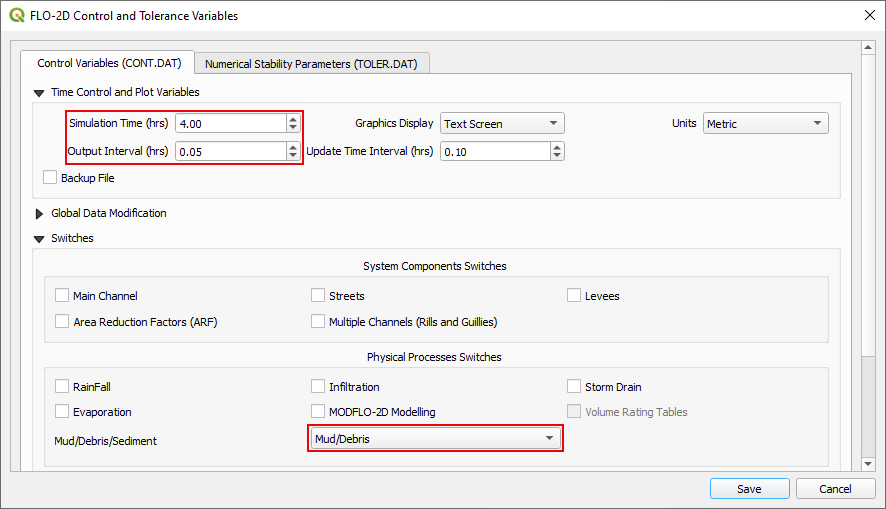 FLO-2D Control and Tolerance Variables
Control Variables (CONT.DAT) Numerical Stability Parameters (TOLER.DAT)
Time Control and Plot Variables
Simulation Time (hrs) 4.00 Graphics Display Text Screen Units Metric
Output Interval (hrs) 0.05 Update Time Interval (hrs) 0.10
Backup File
Global Data Modification
Switches
System Components Switches
Main Channel Streets Levees
Area Reduction Factors (ARF) Multiple Channels (Rills and Guillies)
Physical Processes Switches
RainFall Infiltration Storm Drain
Evaporation MODFLO-2D Modelling Volume Rating Tables
Mud/Debris/Sediment Mud/Debris
Save Cancel